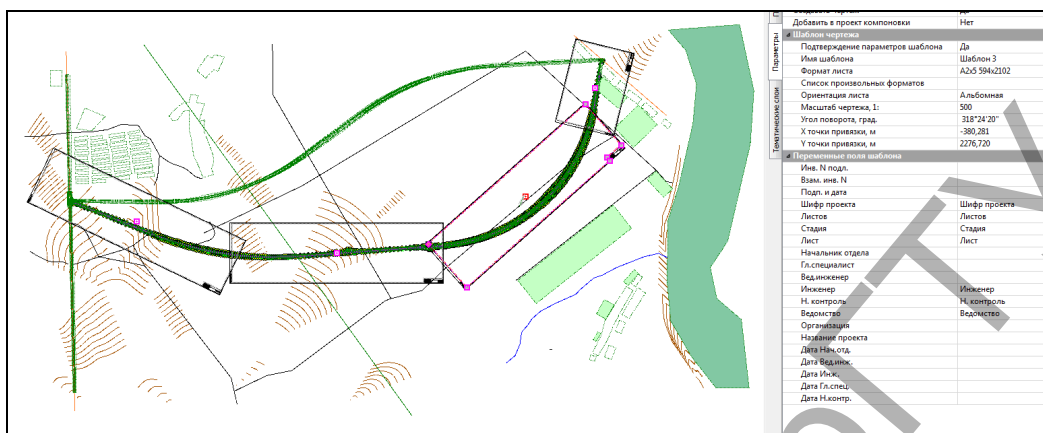 Добавить в проект компоновки Нет
Шаблон чертежа
Подтверждение параметров шаблона Да
Имя шаблона Шаблон 3
Формат листа А2х5 594x2102
Список произвольных форматов
Ориентация листа Альбомная
Масштаб чертежа, 1: 500
Угол поворота, град. 318°24'20"
X точки привязки, м -380,281
Y точки привязки, м 2276,720
Переменные поля шаблона
Инв. N подл.
Взам. инв. N
Подп. и дата
Шифр проекта Шифр проекта
Листов Листов
Стадия Стадия
Лист Лист
Начальник отдела
Гл.специалист
Вед.инженер
Инженер Инженер
Н. контроль Н. контроль
Ведомство Ведомство
Организация
Название проекта
Дата Нач.отд.
Дата Вед.инж.
Дата Инж.
Дата Гл.спец.
Дата Н.контр.
Параметры
Тематические слои